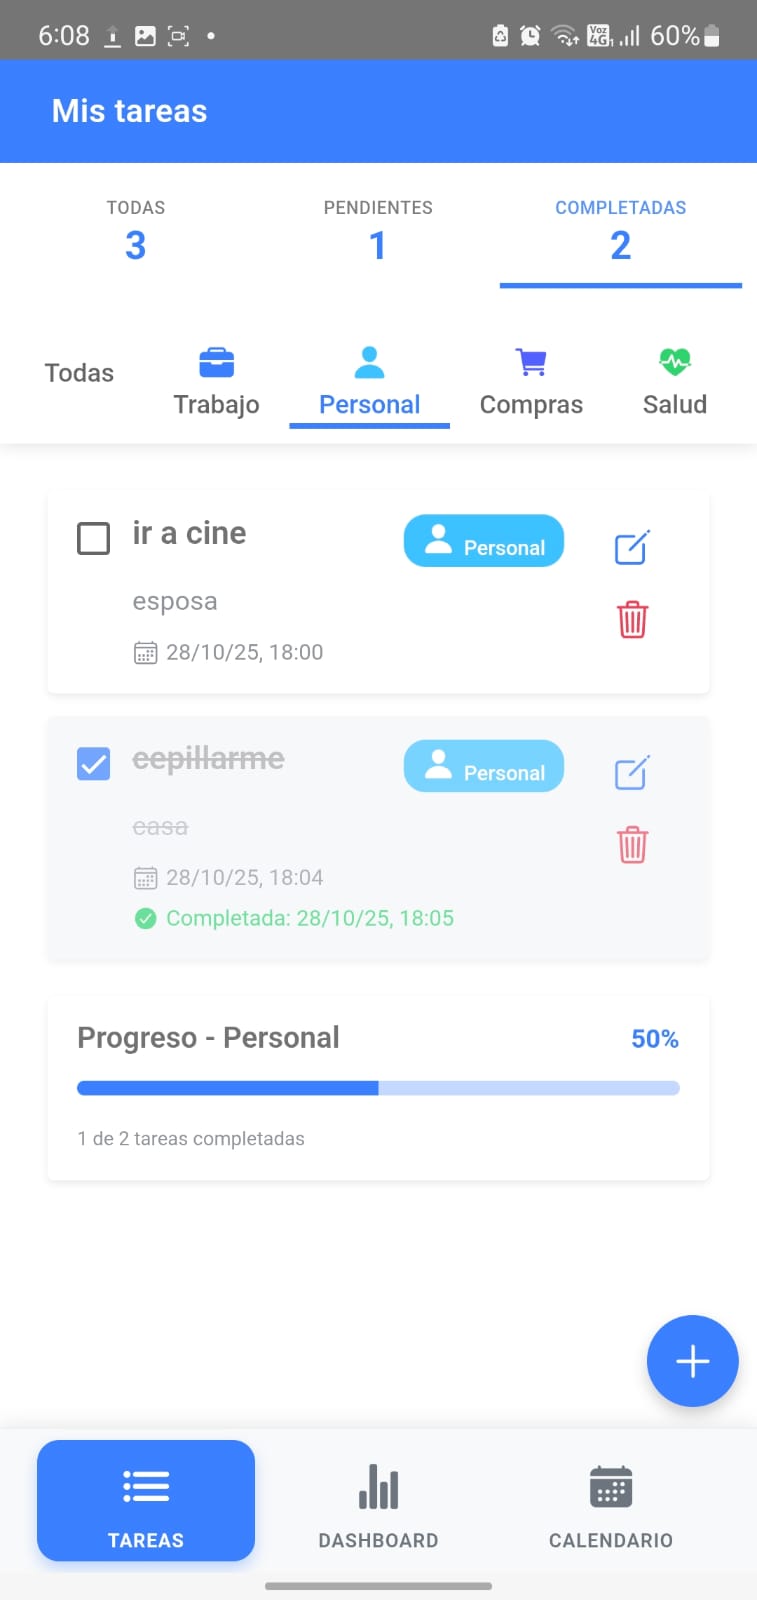 6:08 Voz 4G 60%
Mis tareas
TODAS PENDIENTES COMPLETADAS
3 1 2
Todas Trabajo Personal Compras Salud
ir a cine Personal
esposa
28/10/25, 18:00
cepillarme Personal
casa
28/10/25, 18:04
Completada: 28/10/25, 18:05
Progreso - Personal 50%
1 de 2 tareas completadas
TAREAS DASHBOARD CALENDARIO